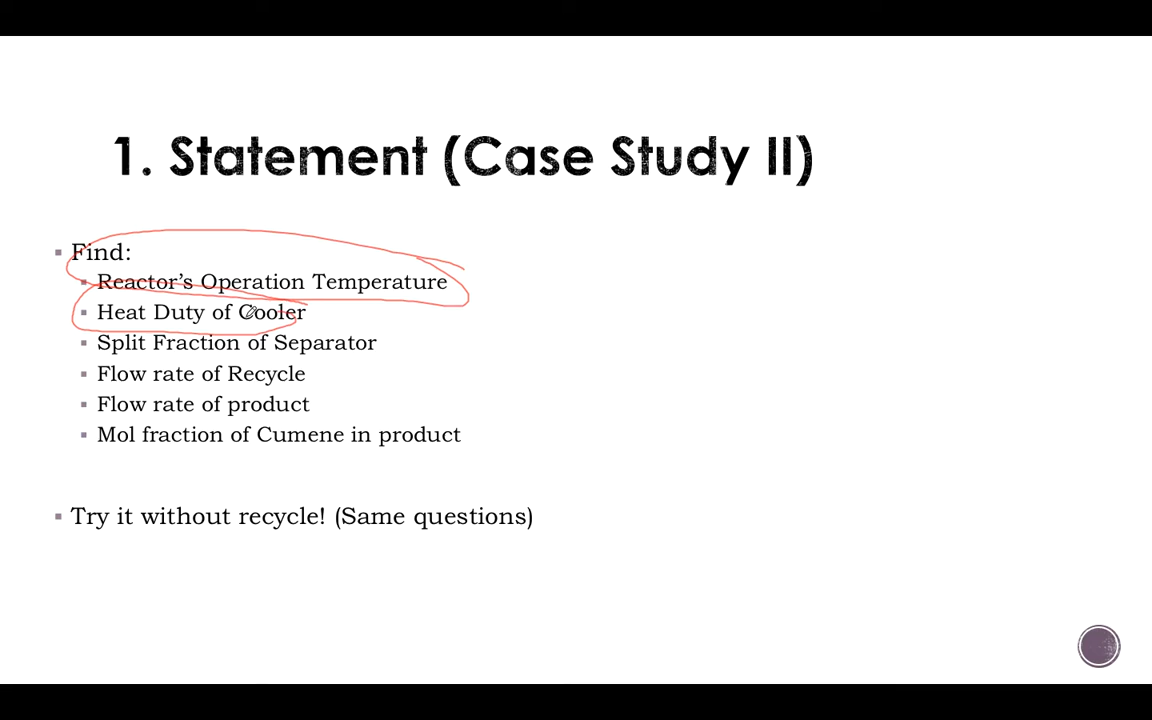 1. Statement (Case Study II)
Find:
Reactor’s Operation Temperature
Heat Duty of Cooler
Split Fraction of Separator
Flow rate of Recycle
Flow rate of product
Mol fraction of Cumene in product
Try it without recycle! (Same questions)